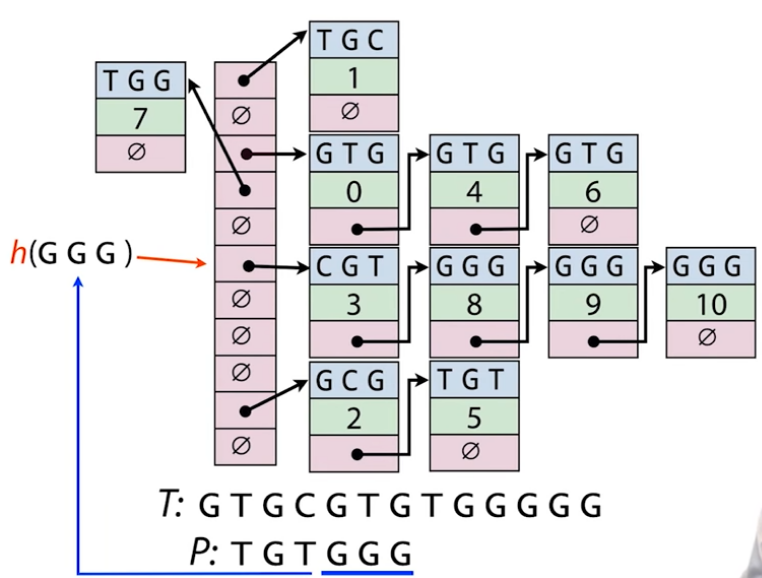 T G C
1
∅
T G G
7
∅
∅
G T G G T G G T G
0 4 6
∅
∅
h(G G G)
C G T G G G G G G G G G
3 8 9 10
∅
∅
∅
∅
G C G T G T
2 5
∅
∅
T: G T G C G T G T G G G G G
P: T G T G G G